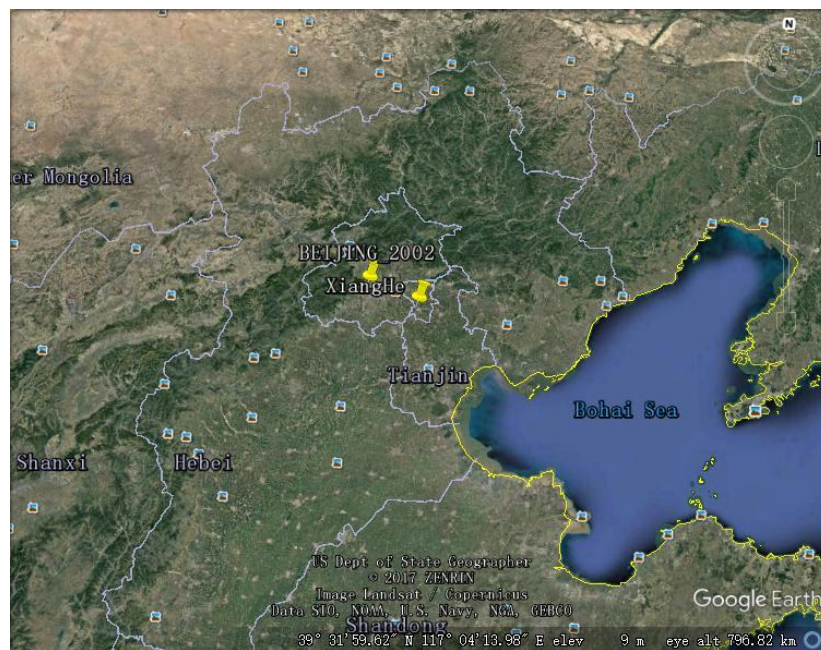 N
er Mongolia
BEIJING_2002
XiangHe
Tianjin
Bohai Sea
Shanxi
Hebei
US Dept of State Geographer
© 2017 ZENRIN
Image Landsat / Copernicus
Data SIO, NOAA, U.S. Navy, NGA, GEBCO
Google Earth
Shandong
39° 31′59.62″ N 117° 04′13.98″ E elev 9 m eye alt 796.82 km